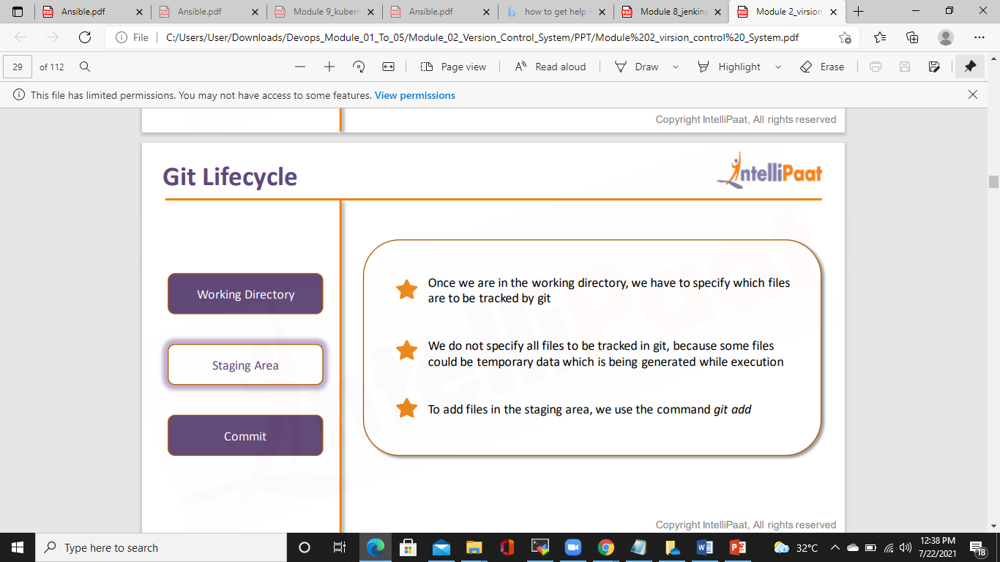 Ansible.pdf
Ansible.pdf
Module 9_kubern
Ansible.pdf
how to get help i
Module 8_jenkins
Module 2_virsion_
File
C:/Users/User/Downloads/Devops_Module_01_To_05/Module_02_Version_Control_System/PPT/Module%202_virsion_control%20_System.pdf
29 of 112
Page view
Read aloud
Draw
Highlight
Erase
This file has limited permissions. You may not have access to some features. View permissions
Copyright IntelliPaat, All rights reserved
Git Lifecycle
IntelliPaat
Working Directory
Staging Area
Commit
Once we are in the working directory, we have to specify which files
are to be tracked by git
We do not specify all files to be tracked in git, because some files
could be temporary data which is being generated while execution
To add files in the staging area, we use the command git add
Copyright IntelliPaat, All rights reserved
Type here to search
32°C
12:38 PM
7/22/2021
18